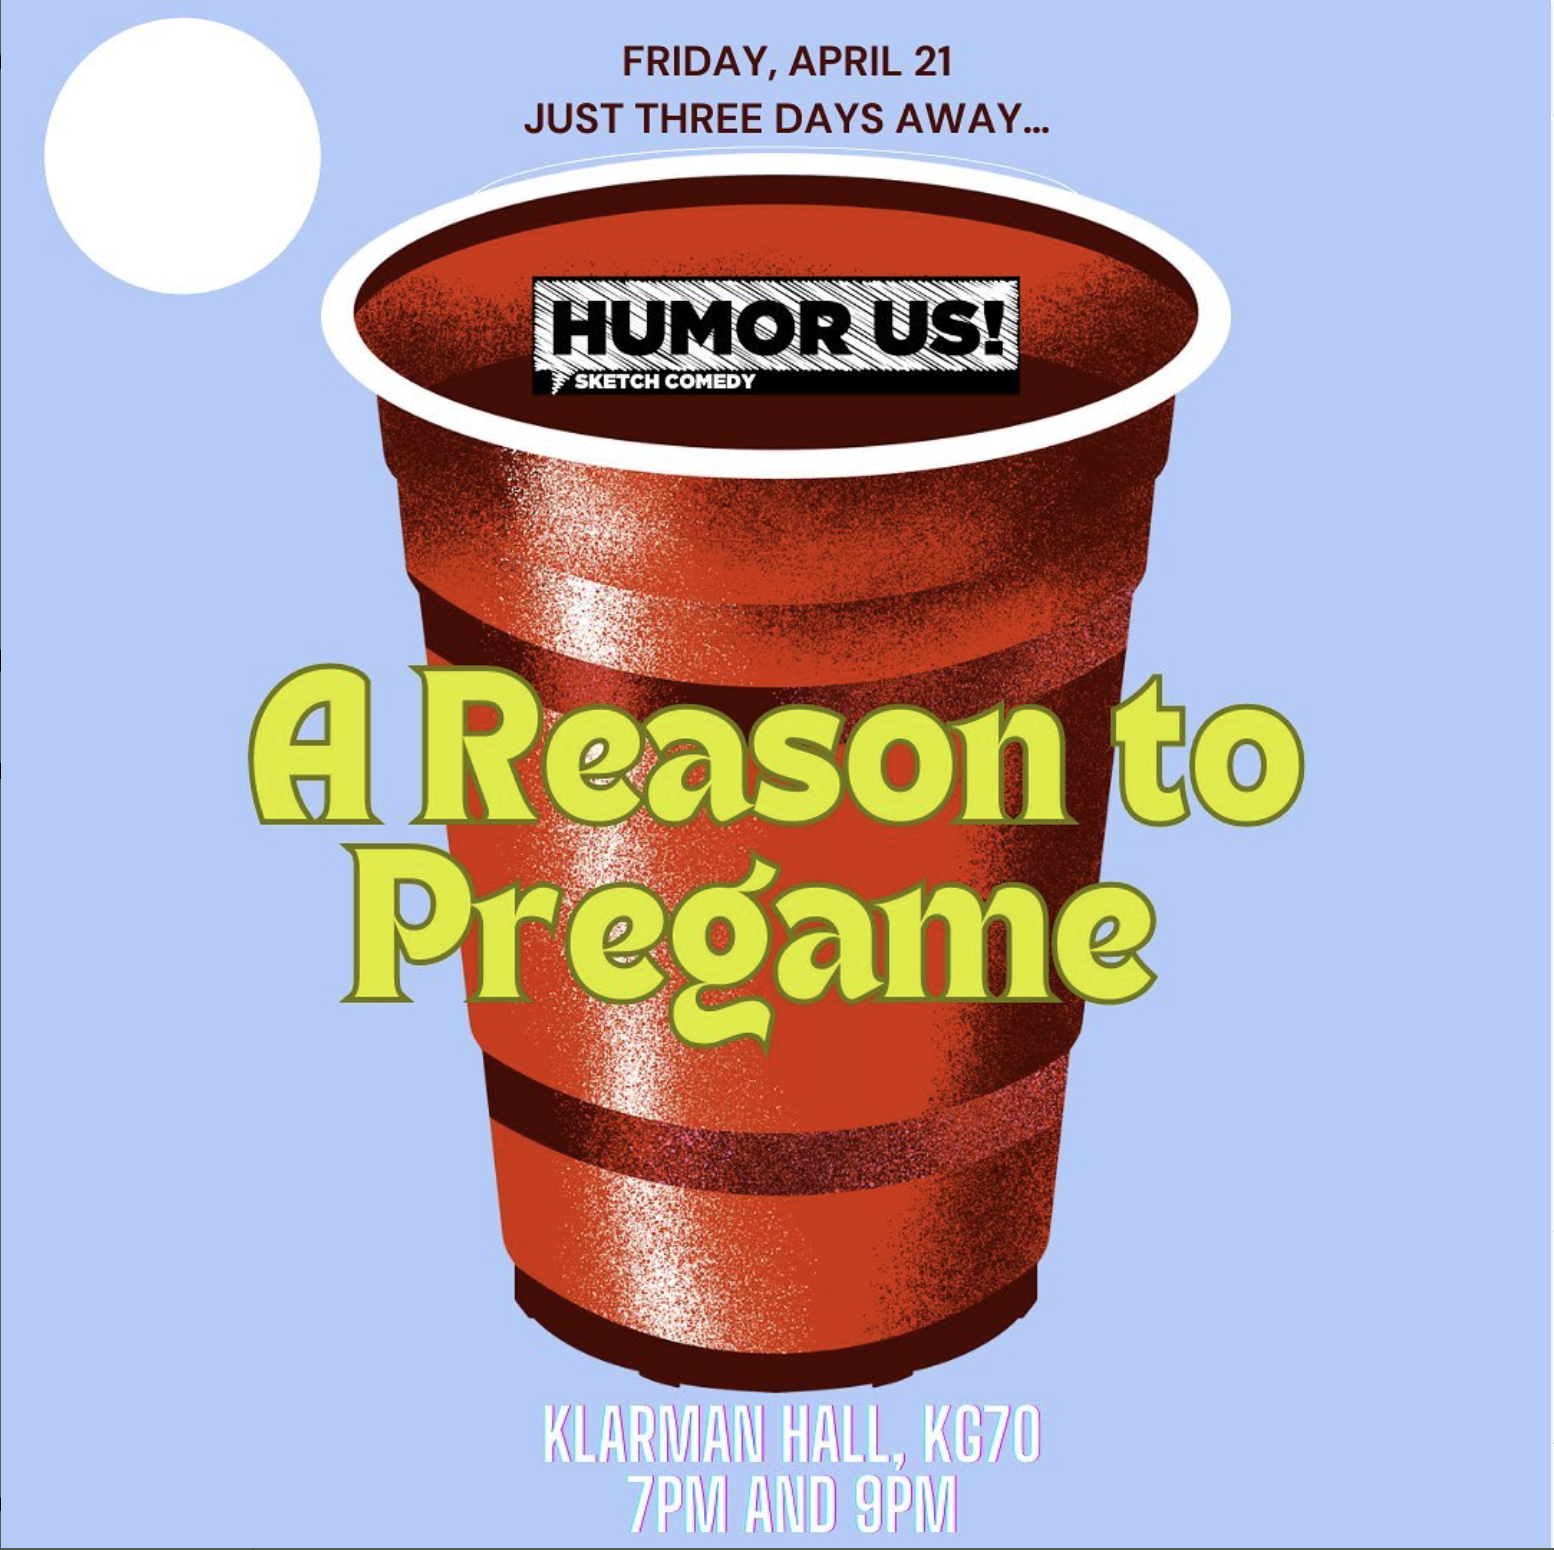 FRIDAY, APRIL 21
JUST THREE DAYS AWAY...
HUMOR US!
SKETCH COMEDY
A Reason to
Pregame
KLARMAN HALL, KG70
7PM AND 9PM